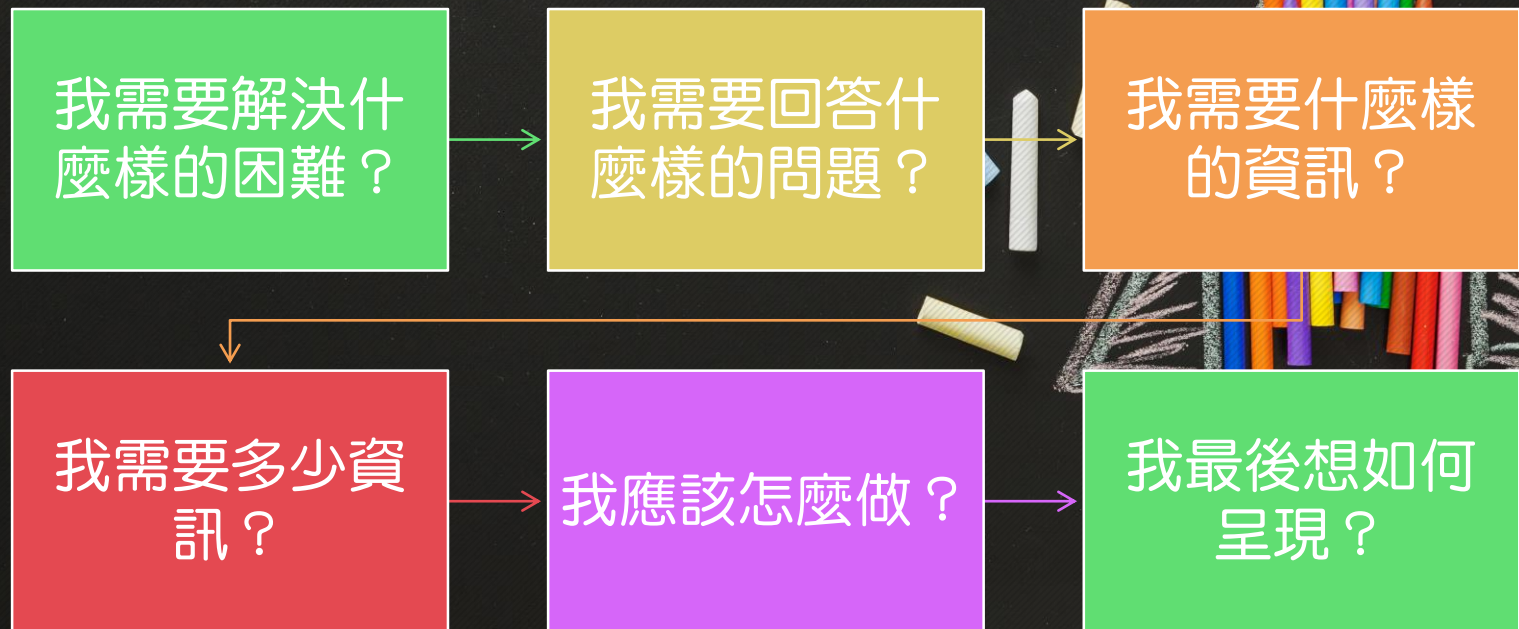 我需要解決什
麼樣的困難？
我需要回答什
麼樣的問題？
我需要什麼樣
的資訊？
我需要多少資
訊？
我應該怎麼做？
我最後想如何
呈現？